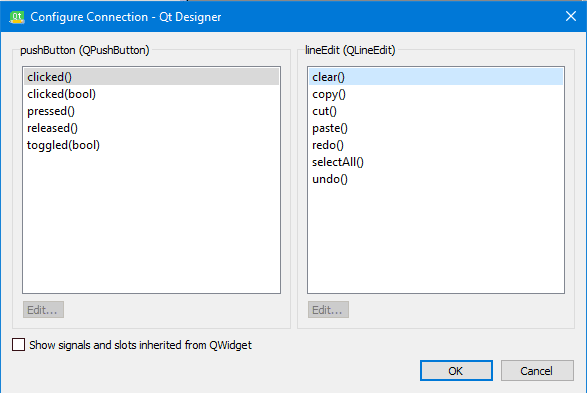 Configure Connection - Qt Designer
pushButton (QPushButton)
clicked()
clicked(bool)
pressed()
released()
toggled(bool)
Edit...
lineEdit (QLineEdit)
clear()
copy()
cut()
paste()
redo()
selectAll()
undo()
Edit...
Show signals and slots inherited from QWidget
OK
Cancel